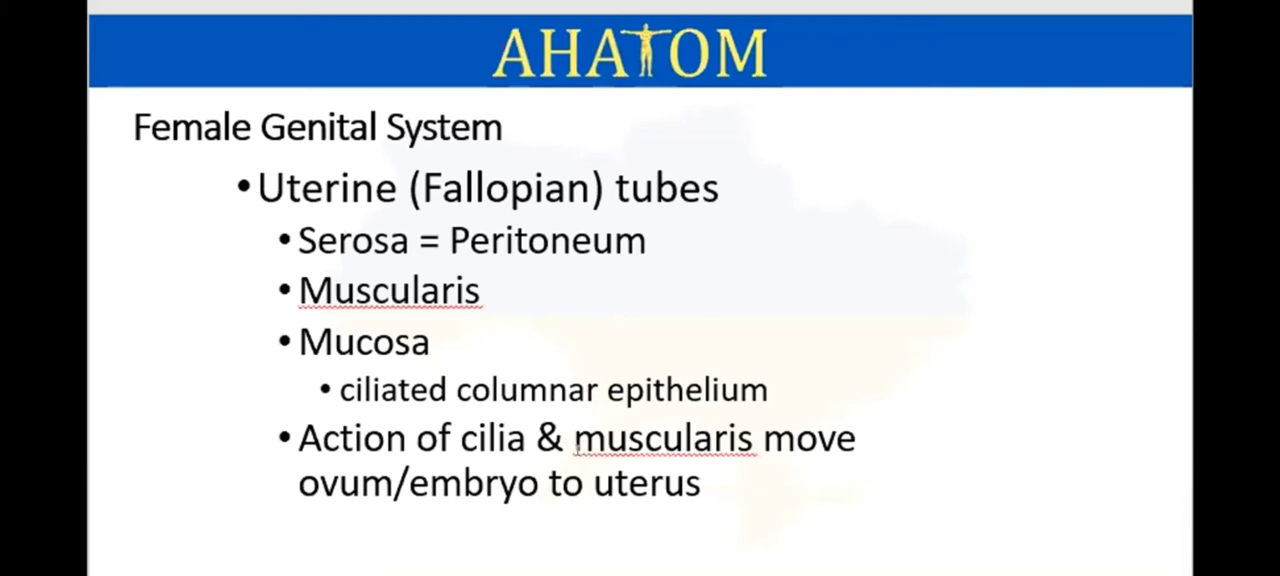 AHATOM
Female Genital System
•Uterine (Fallopian) tubes
•Serosa = Peritoneum
•Muscularis
•Mucosa
•ciliated columnar epithelium
•Action of cilia & muscularis move
ovum/embryo to uterus